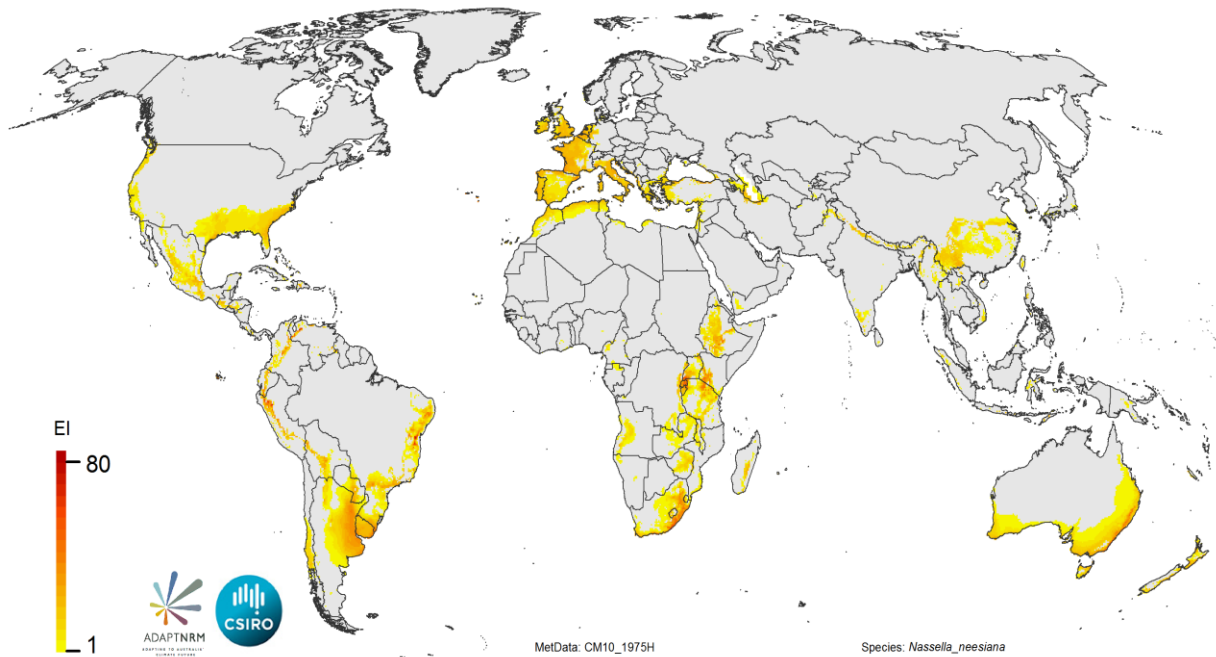 EI
80
1
ADAPTNRM
ADAPTING TO AUSTRALIA'S
CLIMATE FUTURE
CSIRO
MetData: CM10_1975H
Species: Nassella_neesiana